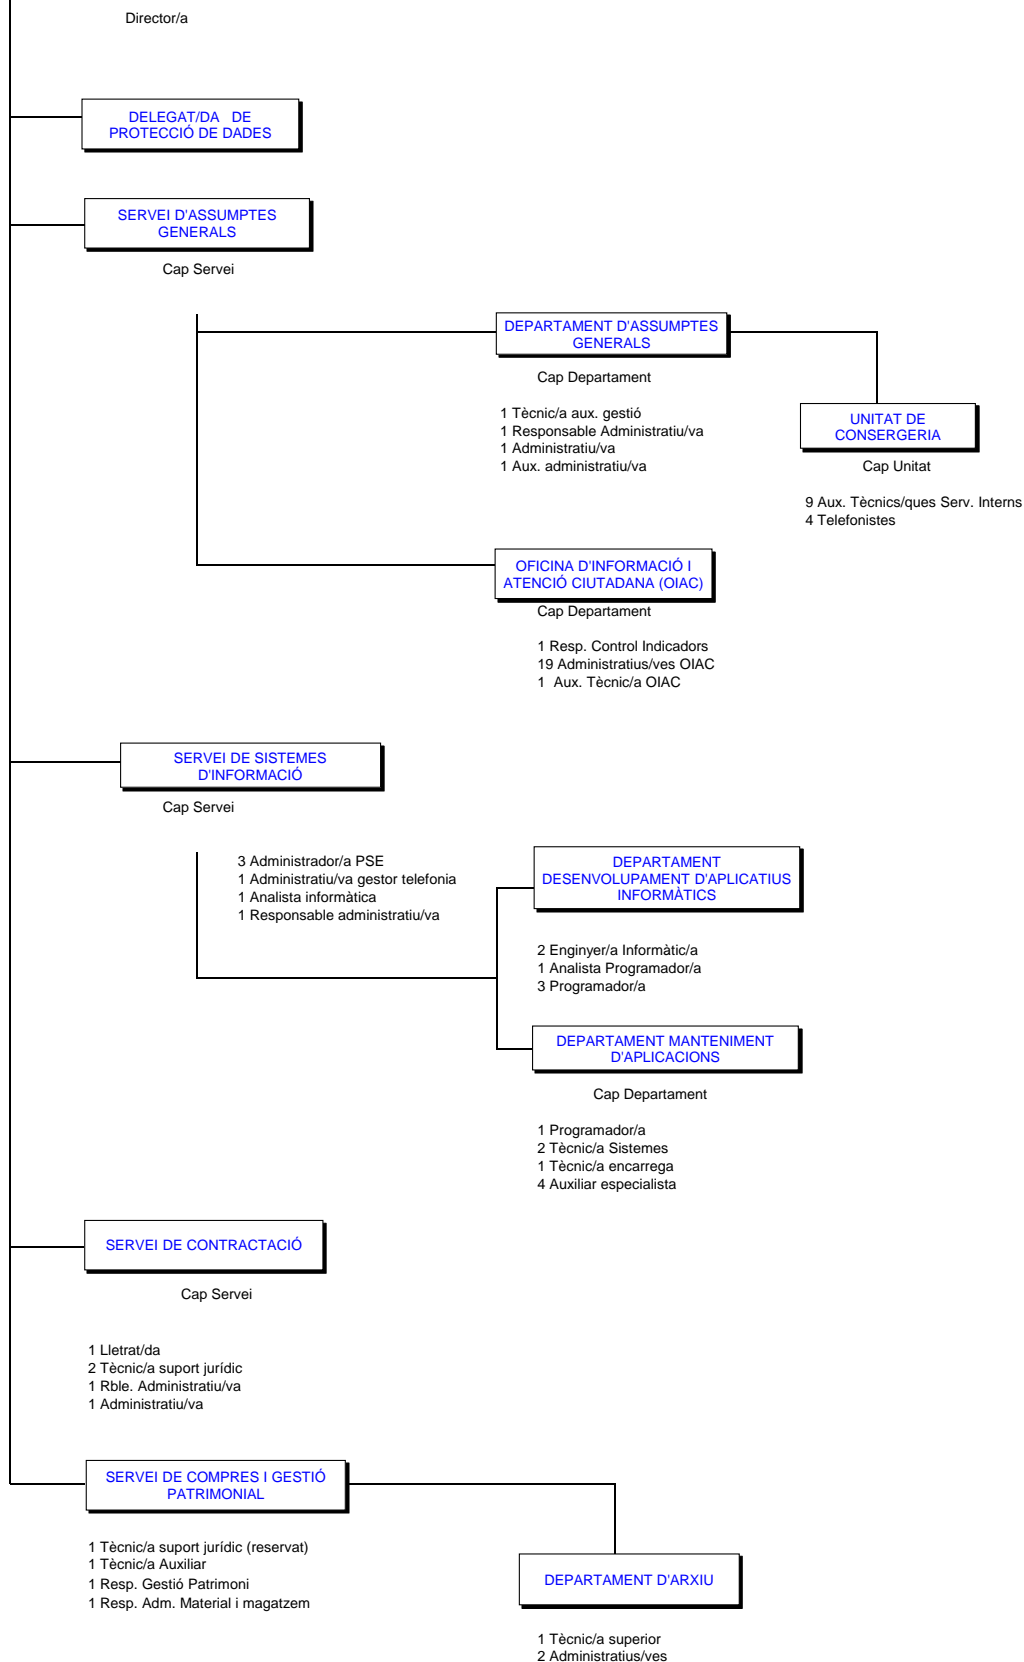 Director/a
DELEGAT/DA DE
PROTECCIÓ DE DADES
SERVEI D'ASSUMPTES
GENERALS
Cap Servei
DEPARTAMENT D'ASSUMPTES
GENERALS
Cap Departament
1 Tècnic/a aux. gestió
1 Responsable Administratiu/va
1 Administratiu/va
1 Aux. administratiu/va
UNITAT DE
CONSERGERIA
Cap Unitat
9 Aux. Tècnics/ques Serv. Interns
4 Telefonistes
OFICINA D'INFORMACIÓ I
ATENCIÓ CIUTADANA (OIAC)
Cap Departament
1 Resp. Control Indicadors
19 Administratius/ves OIAC
1 Aux. Tècnic/a OIAC
SERVEI DE SISTEMES
D'INFORMACIÓ
Cap Servei
3 Administrador/a PSE
1 Administratiu/va gestor telefonia
1 Analista informàtica
1 Responsable administratiu/va
DEPARTAMENT
DESENVOLUPAMENT D'APLICATIUS
INFORMÀTICS
2 Enginyer/a Informàtic/a
1 Analista Programador/a
3 Programador/a
DEPARTAMENT MANTENIMENT
D'APLICACIONS
Cap Departament
1 Programador/a
2 Tècnic/a Sistemes
1 Tècnic/a encarrega
4 Auxiliar especialista
SERVEI DE CONTRACTACIÓ
Cap Servei
1 Lletrat/da
2 Tècnic/a suport jurídic
1 Rble. Administratiu/va
1 Administratiu/va
SERVEI DE COMPRES I GESTIÓ
PATRIMONIAL
1 Tècnic/a suport jurídic (reservat)
1 Tècnic/a Auxiliar
1 Resp. Gestió Patrimoni
1 Resp. Adm. Material i magatzem
DEPARTAMENT D'ARXIU
1 Tècnic/a superior
2 Administratius/ves